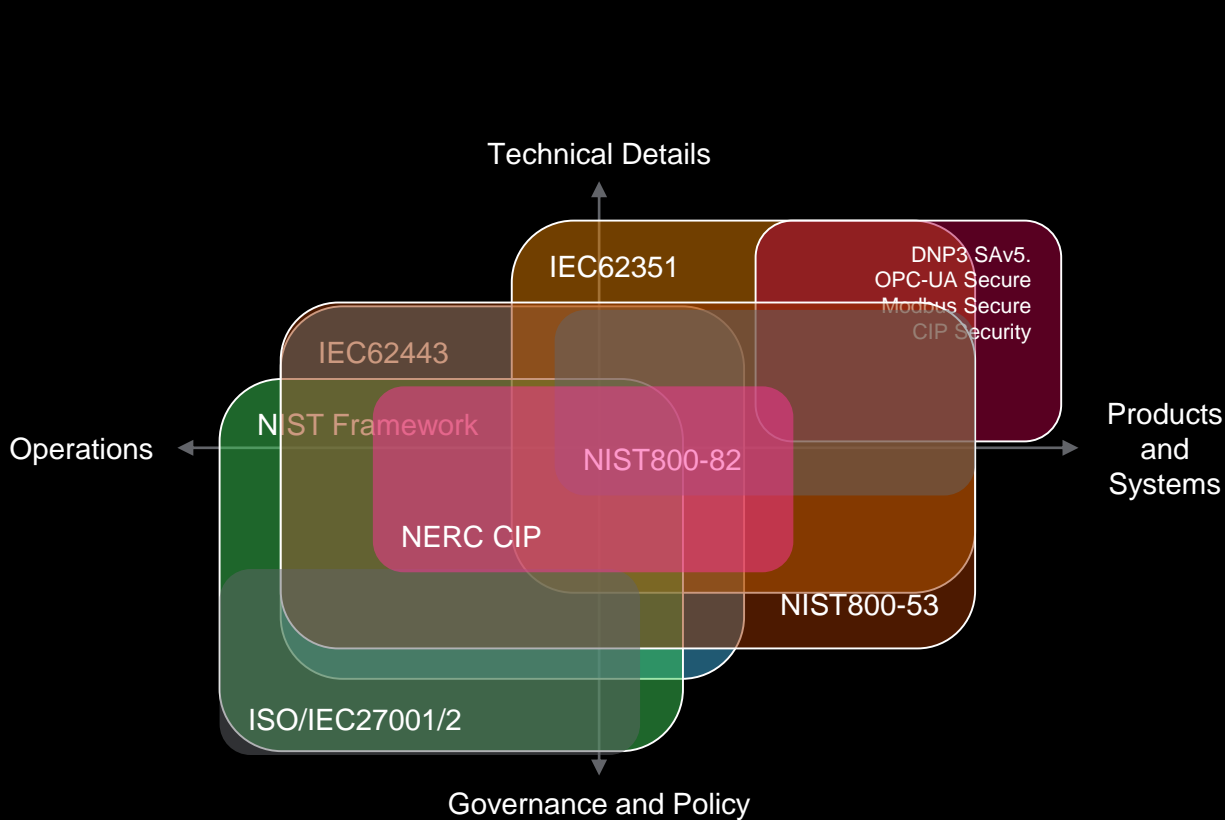 Technical Details
IEC62351
DNP3 SAv5.
OPC-UA Secure
Modbus Secure
CIP Security
IEC62443
NIST Framework
Operations
Products
and
Systems
NIST800-82
NERC CIP
NIST800-53
ISO/IEC27001/2
Governance and Policy